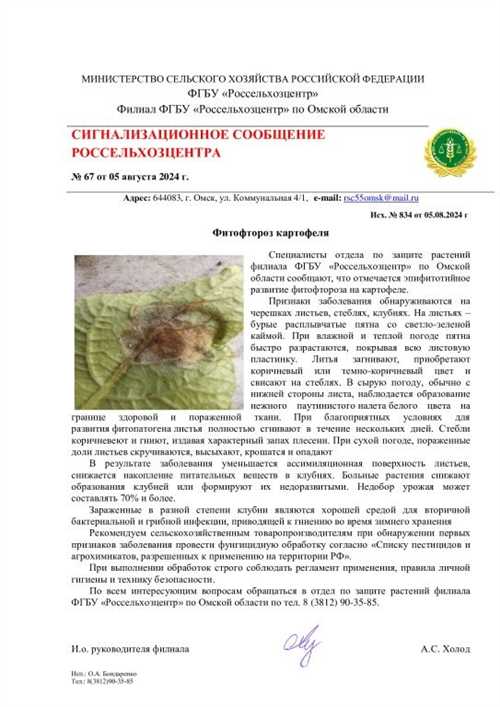 МИНИСТЕРСТВО СЕЛЬСКОГО ХОЗЯЙСТВА РОССИЙСКОЙ ФЕДЕРАЦИИ
ФГБУ «Россельхозцентр»
Филиал ФГБУ «Россельхозцентр» по Омской области
СИГНАЛИЗАЦИОННОЕ СООБЩЕНИЕ
РОССЕЛЬХОЗЦЕНТРА
№ 67 от 05 августа 2024 г.
Адрес: 644083, г. Омск, ул. Коммунальная 4/1, e-mail: rsc55omsk@mail.ru
Исх. № 834 от 05.08.2024 г
Фитофтороз картофеля
Специалисты отдела по защите растений
филиала ФГБУ «Россельхозцентр» по Омской
области сообщают, что отмечается эпифитотийное
развитие фитофтороза на картофеле.
Признаки заболевания обнаруживаются на
черешках листьев, стеблях, клубнях. На листьях –
бурые расплывчатые пятна со светло-зеленой
каймой. При влажной и теплой погоде пятна
быстро разрастаются, покрывая всю листовую
пластинку. Литья загнивают, приобретают
коричневый или темно-коричневый цвет и
свисают на стеблях. В сырую погоду, обычно с
нижней стороны листа, наблюдается образование
нежного паутинистого налета белого цвета на
границе здоровой и пораженной ткани. При благоприятных условиях для
развития фитопатогена листья полностью сгнивают в течение нескольких дней. Стебли
коричневеют и гниют, издавая характерный запах плесени. При сухой погоде, пораженные
доли листьев скручиваются, высыхают, крошатся и опадают
В результате заболевания уменьшается ассимиляционная поверхность листьев,
снижается накопление питательных веществ в клубнях. Больные растения снижают
образования клубней или формируют их недоразвитыми. Недобор урожая может
составлять 70% и более.
Зараженные в разной степени клубни являются хорошей средой для вторичной
бактериальной и грибной инфекции, приводящей к гниению во время зимнего хранения
Рекомендуем сельскохозяйственным товаропроизводителям при обнаружении первых
признаков заболевания провести фунгицидную обработку согласно «Списку пестицидов и
агрохимикатов, разрешенных к применению на территории РФ».
При выполнении обработок строго соблюдать регламент применения, правила личной
гигиены и технику безопасности.
По всем интересующим вопросам обращаться в отдел по защите растений филиала
ФГБУ «Россельхозцентр» по Омской области по тел. 8 (3812) 90-35-85.
И.о. руководителя филиала А.С. Холод
Исп.: О.А. Бондаренко
Тел.: 8(3812)90-35-85